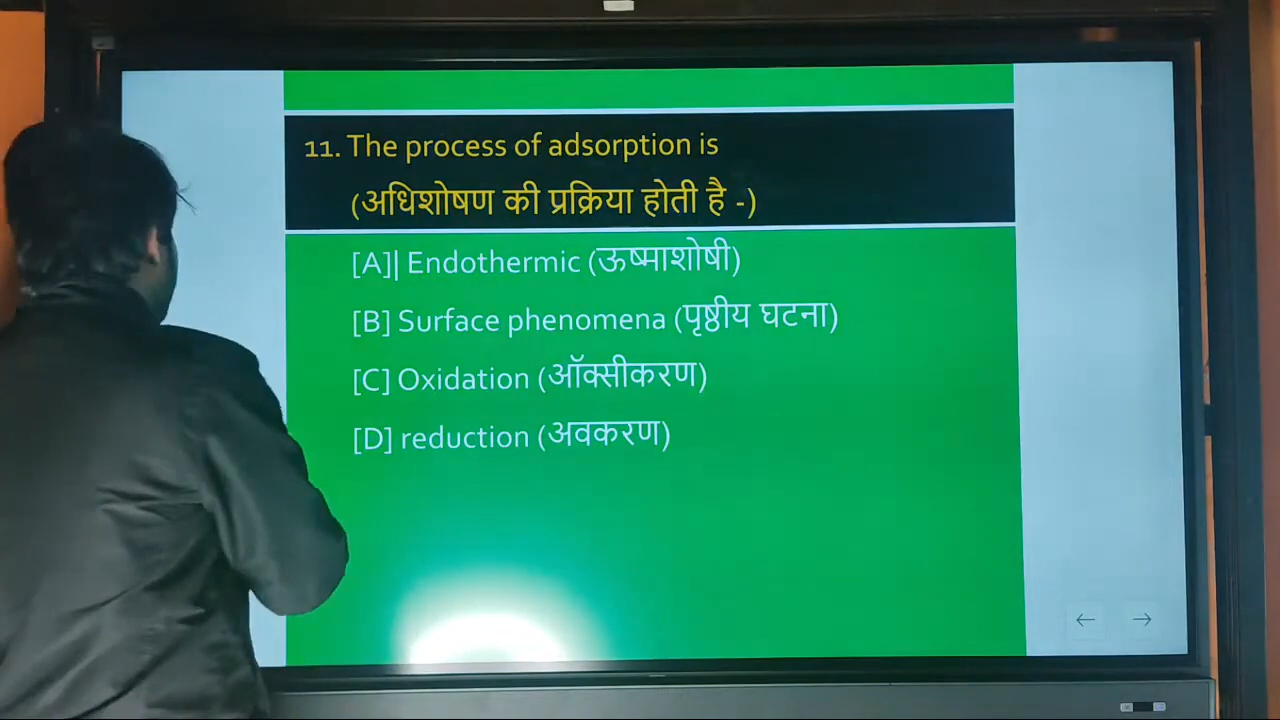 11. The process of adsorption is
(अधिशोषण की प्रक्रिया होती है -)
[A]| Endothermic (ऊष्माशोषी)
[B] Surface phenomena (पृष्ठीय घटना)
[C] Oxidation (ऑक्सीकरण)
[D] reduction (अवकरण)